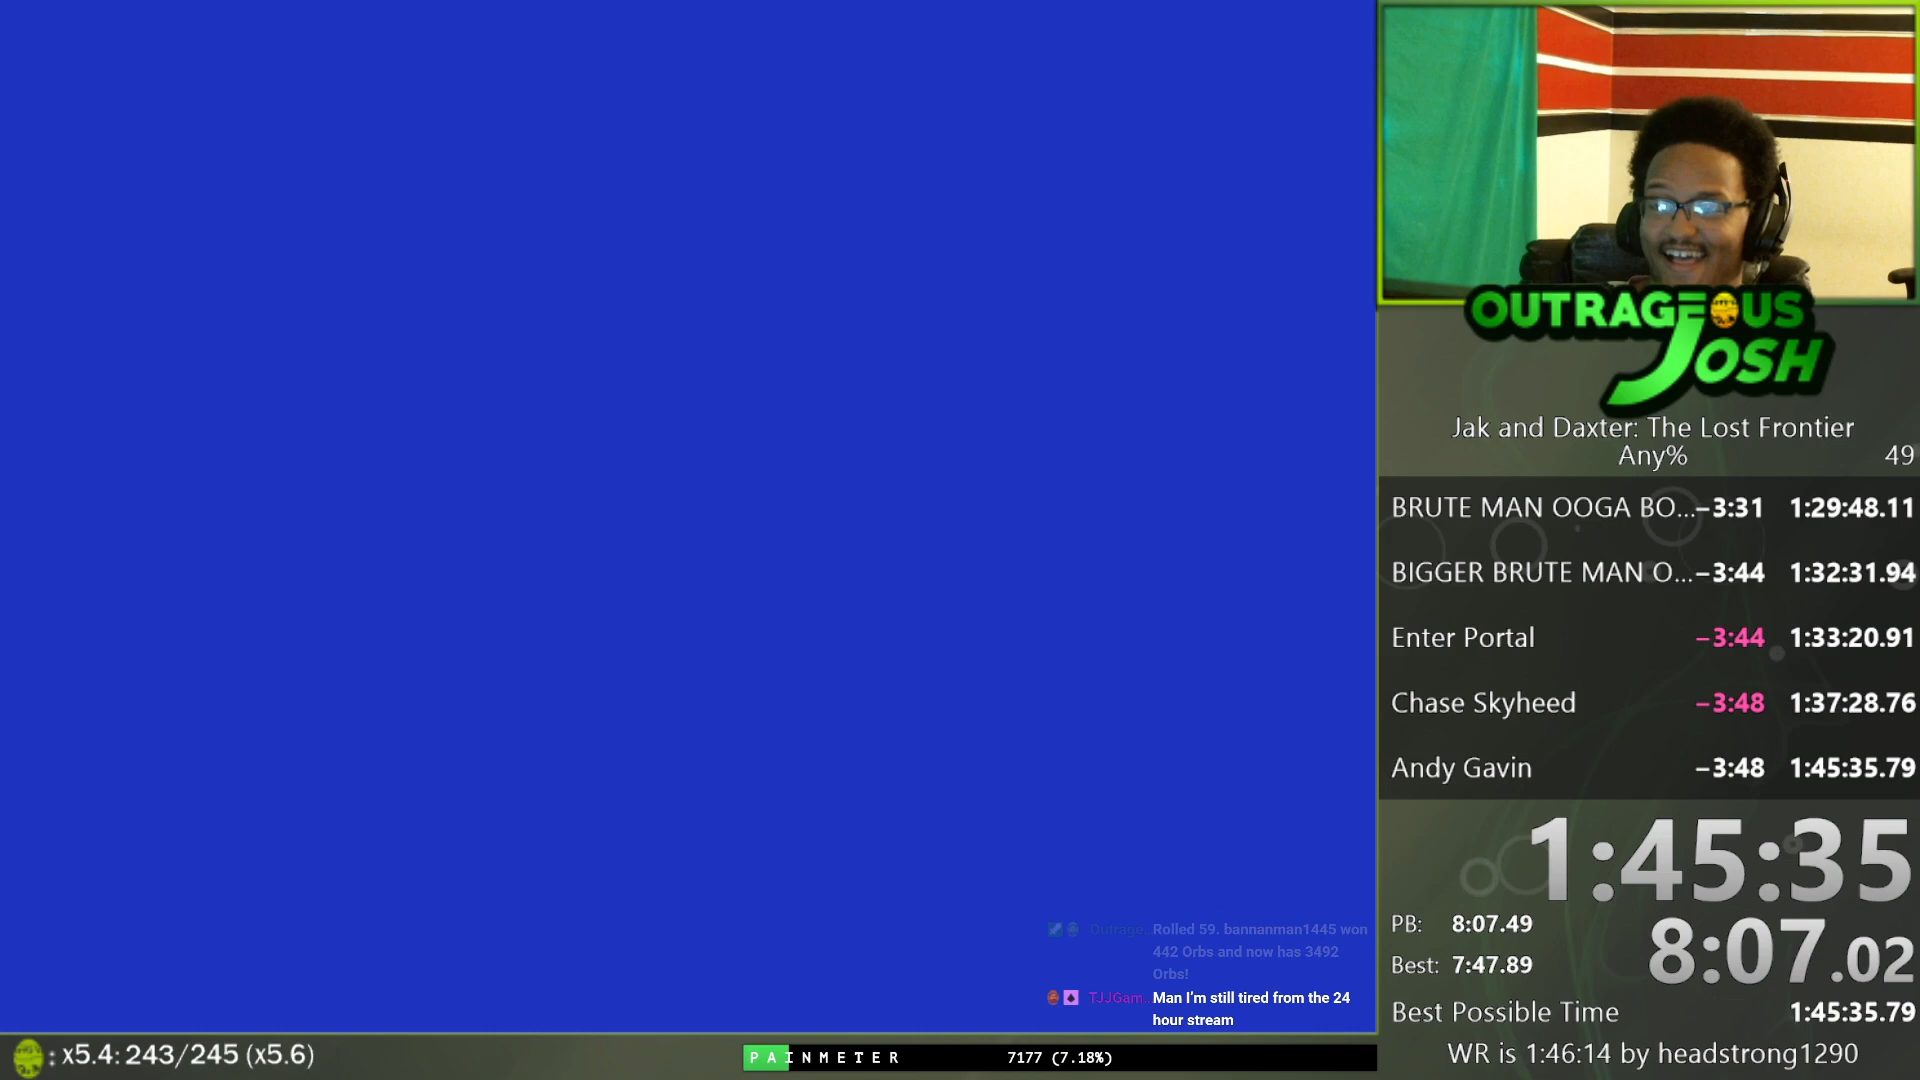 OUTRAGEOUS
JOSH
Jak and Daxter: The Lost Frontier
Any% 49
BRUTE MAN OOGA BO... −3:31 1:29:48.11
BIGGER BRUTE MAN O... −3:44 1:32:31.94
Enter Portal −3:44 1:33:20.91
Chase Skyheed −3:48 1:37:28.76
Andy Gavin −3:48 1:45:35.79
1:45:35
PB: 8:07.49
8:07.02
Best: 7:47.89
Best Possible Time 1:45:35.79
WR is 1:46:14 by headstrong1290
Outrage... Rolled 59. bannanman1445 won
442 Orbs and now has 3492
Orbs!
TJJGam... Man I'm still tired from the 24
hour stream
: x5.4: 243/245 (x5.6)
PAINMETER 7177 (7.18%)